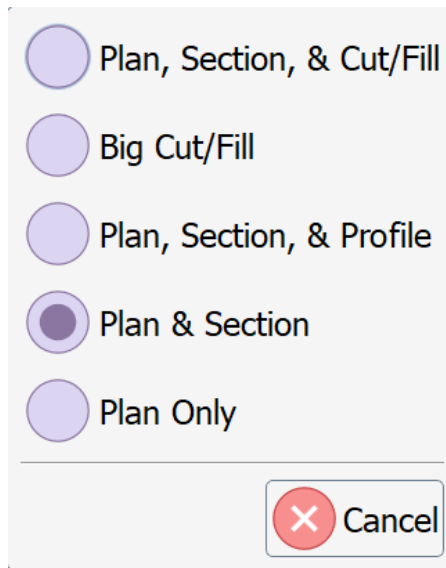 Plan, Section, & Cut/Fill
Big Cut/Fill
Plan, Section, & Profile
Plan & Section
Plan Only
Cancel